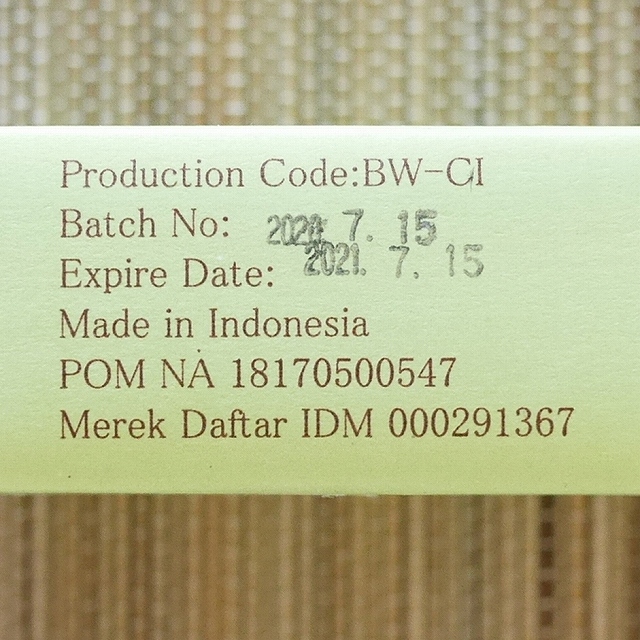 Production Code:BW-CI
Batch No: 2020. 7. 15
Expire Date: 2021. 7. 15
Made in Indonesia
POM NA 18170500547
Merek Daftar IDM 000291367